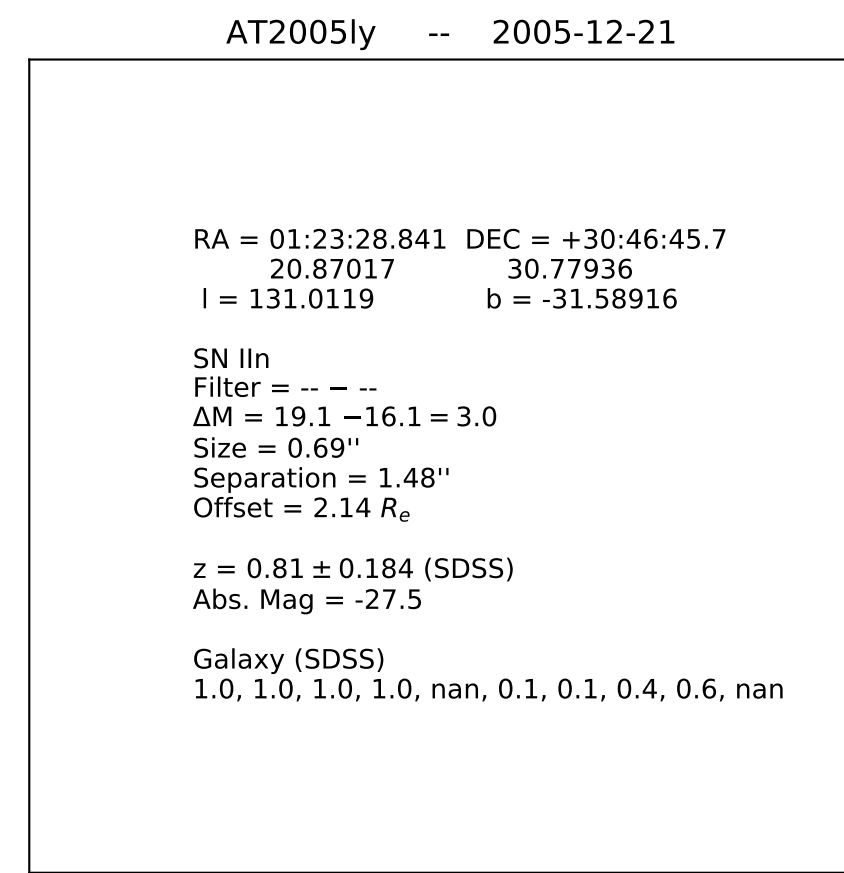 AT2005ly -- 2005-12-21
RA = 01:23:28.841 DEC = +30:46:45.7
20.87017 30.77936
l = 131.0119 b = -31.58916
SN IIn
Filter = -- − --
ΔM = 19.1 −16.1 = 3.0
Size = 0.69''
Separation = 1.48''
Offset = 2.14 Rₑ
z = 0.81 ± 0.184 (SDSS)
Abs. Mag = -27.5
Galaxy (SDSS)
1.0, 1.0, 1.0, 1.0, nan, 0.1, 0.1, 0.4, 0.6, nan